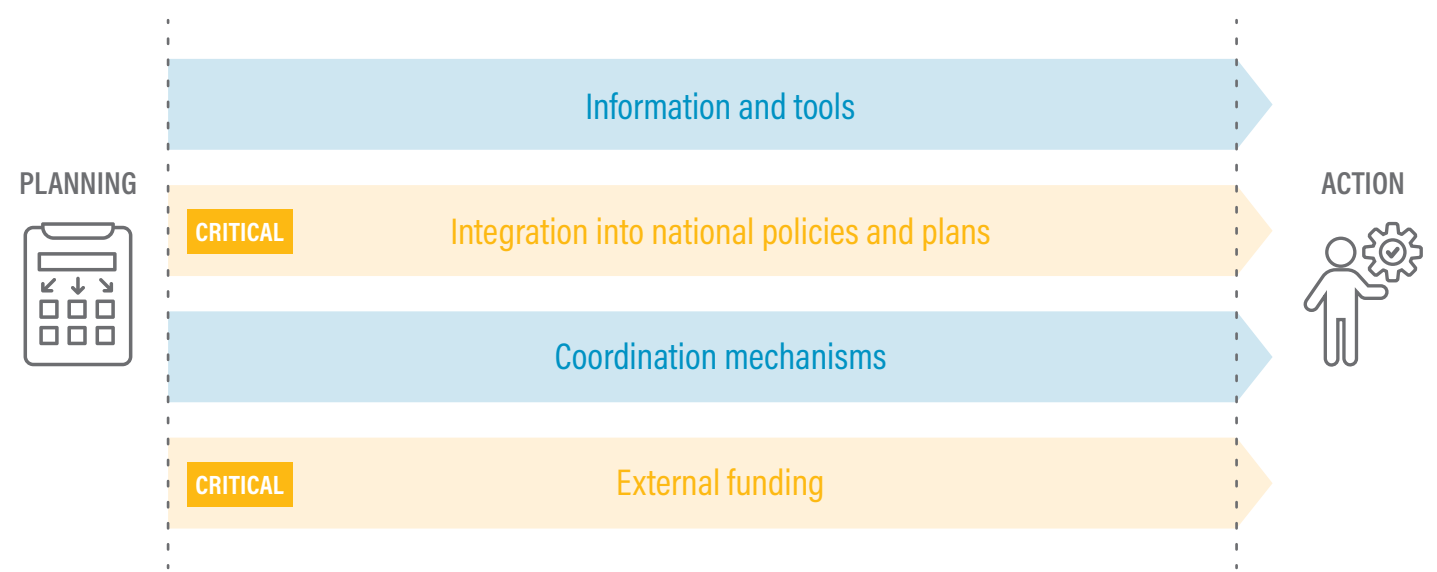 Information and tools
PLANNING
ACTION
CRITICAL
Integration into national policies and plans
Coordination mechanisms
CRITICAL
External funding